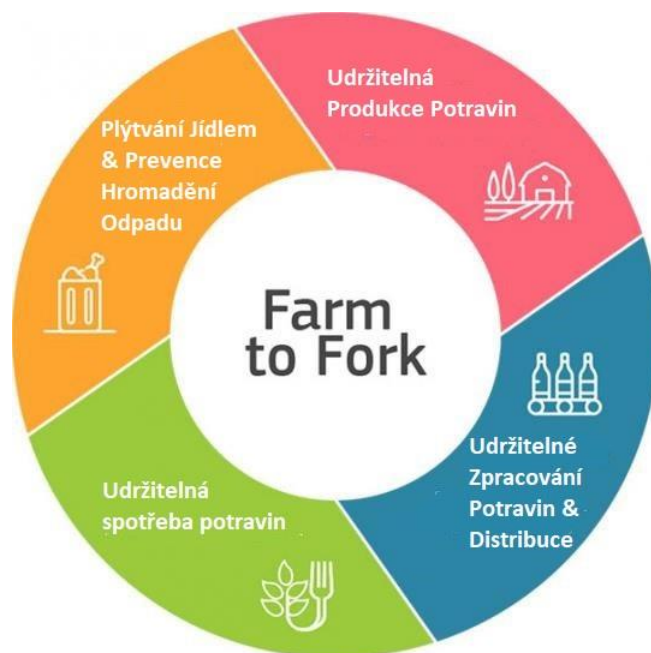 Udržitelná
Produkce Potravin
Plýtvání Jídlem
& Prevence
Hromadění
Odpadu
Farm
to Fork
Udržitelné
Zpracování
Potravin &
Distribuce
Udržitelná
spotřeba potravin